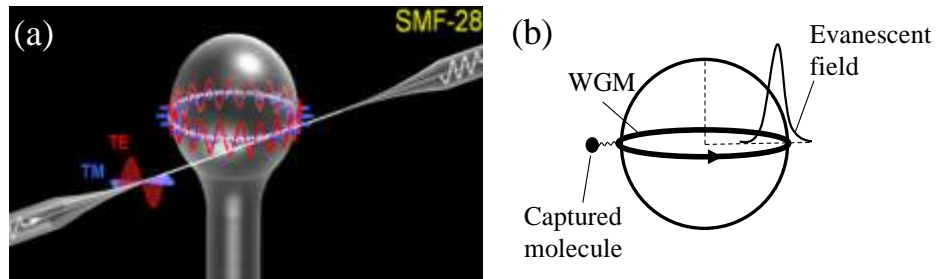 (a)
SMF-28
TE
TM
(b)
Evanescent
field
WGM
Captured
molecule